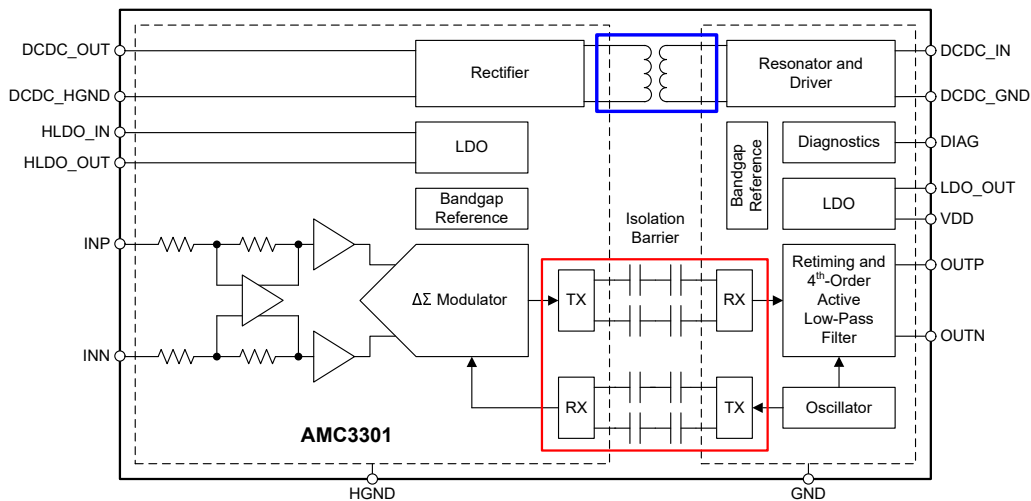 DCDC_OUT
DCDC_HGND
HLDO_IN
HLDO_OUT
INP
INN
Rectifier
LDO
Bandgap
Reference
ΔΣ Modulator
AMC3301
HGND
Isolation
Barrier
TX
RX
RX
TX
Resonator and
Driver
Bandgap
Reference
Diagnostics
LDO
Retiming and
4th-Order
Active
Low-Pass
Filter
Oscillator
GND
DCDC_IN
DCDC_GND
DIAG
LDO_OUT
VDD
OUTP
OUTN